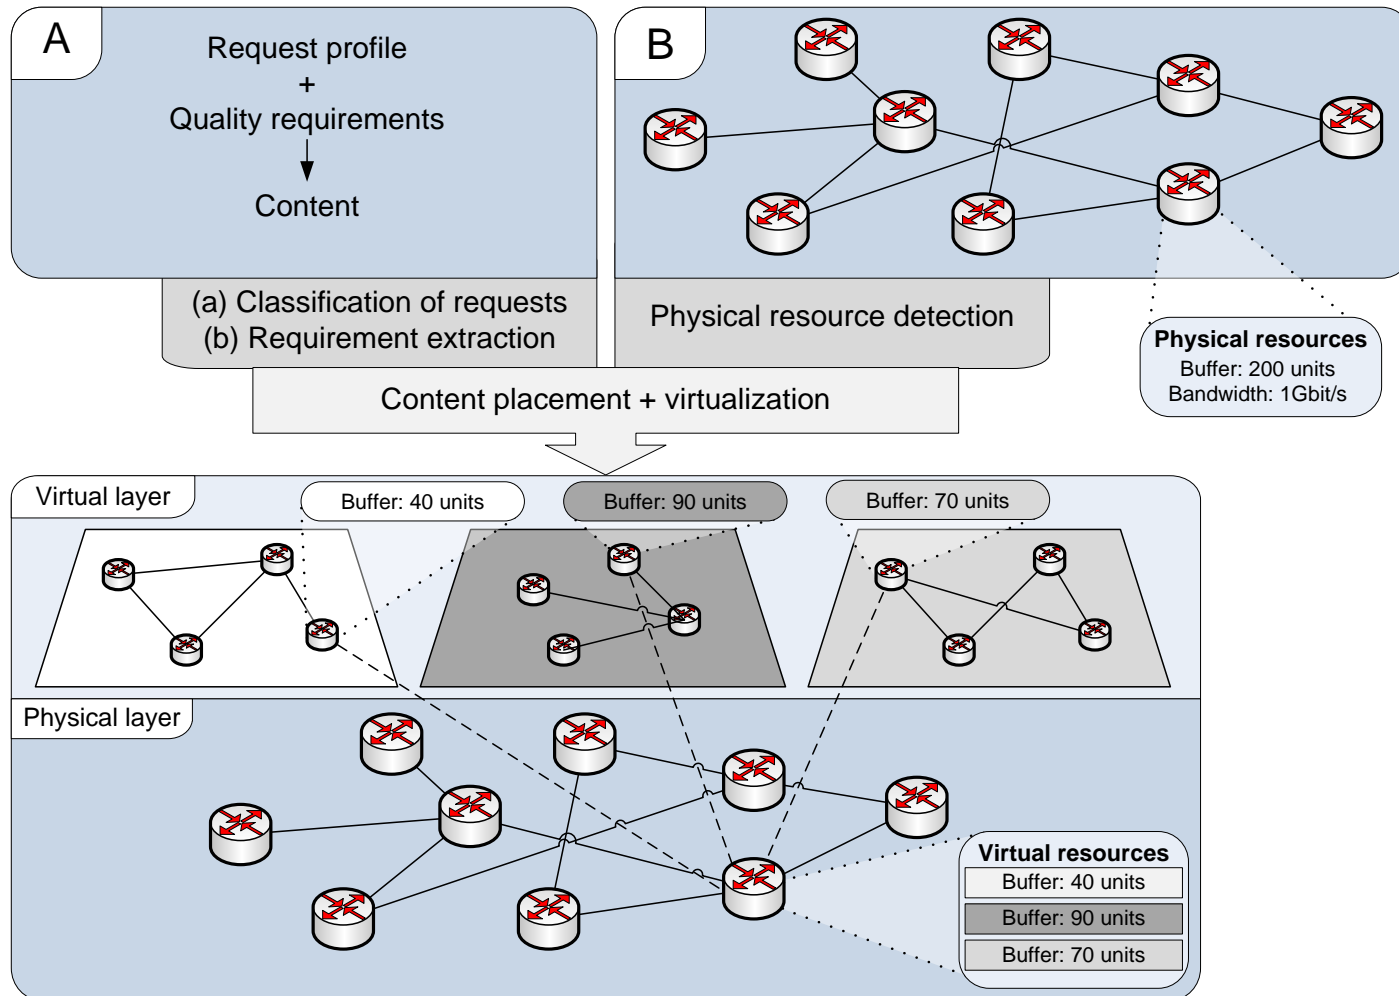 A
Request profile
+
Quality requirements
Content
B
(a) Classification of requests
(b) Requirement extraction
Physical resource detection
Physical resources
Buffer: 200 units
Bandwidth: 1Gbit/s
Content placement + virtualization
Virtual layer
Buffer: 40 units
Buffer: 90 units
Buffer: 70 units
Physical layer
Virtual resources
Buffer: 40 units
Buffer: 90 units
Buffer: 70 units